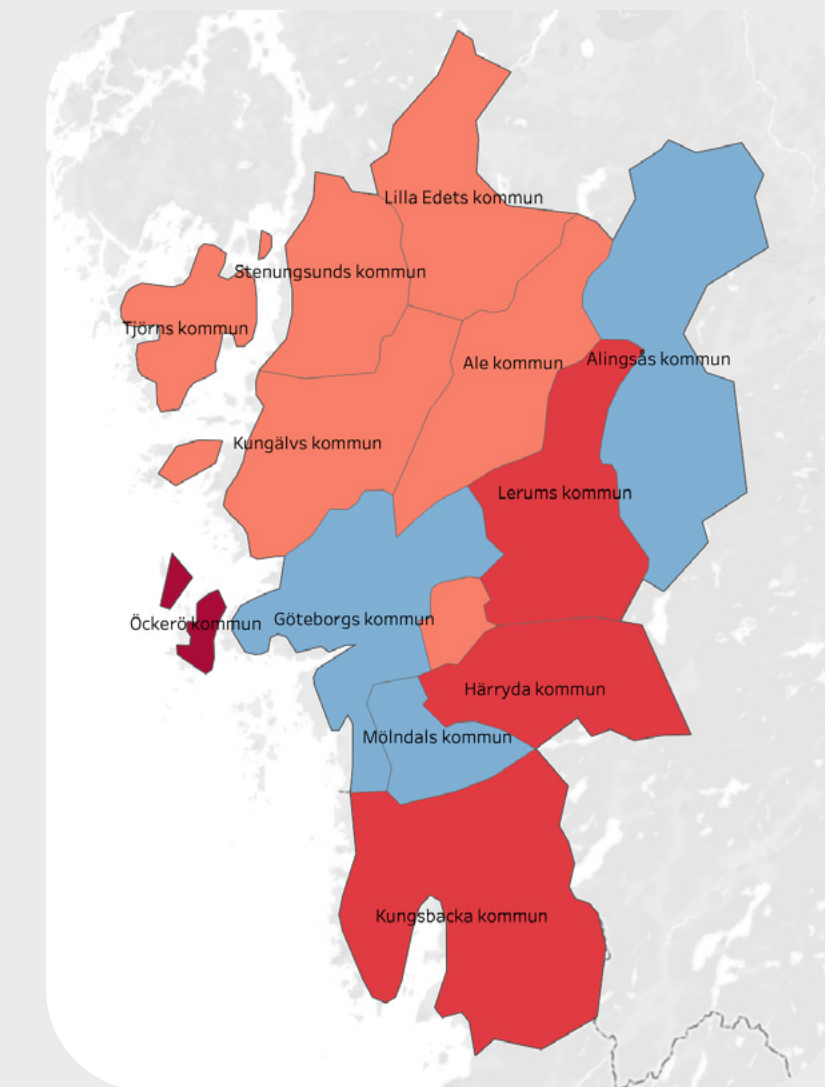 Lilla Edets kommun
Stenungsunds kommun
Tjörns kommun
Alingsås kommun
Ale kommun
Kungälvs kommun
Lerums kommun
Göteborgs kommun
Öckerö kommun
Härryda kommun
Mölndals kommun
Kungsbacka kommun